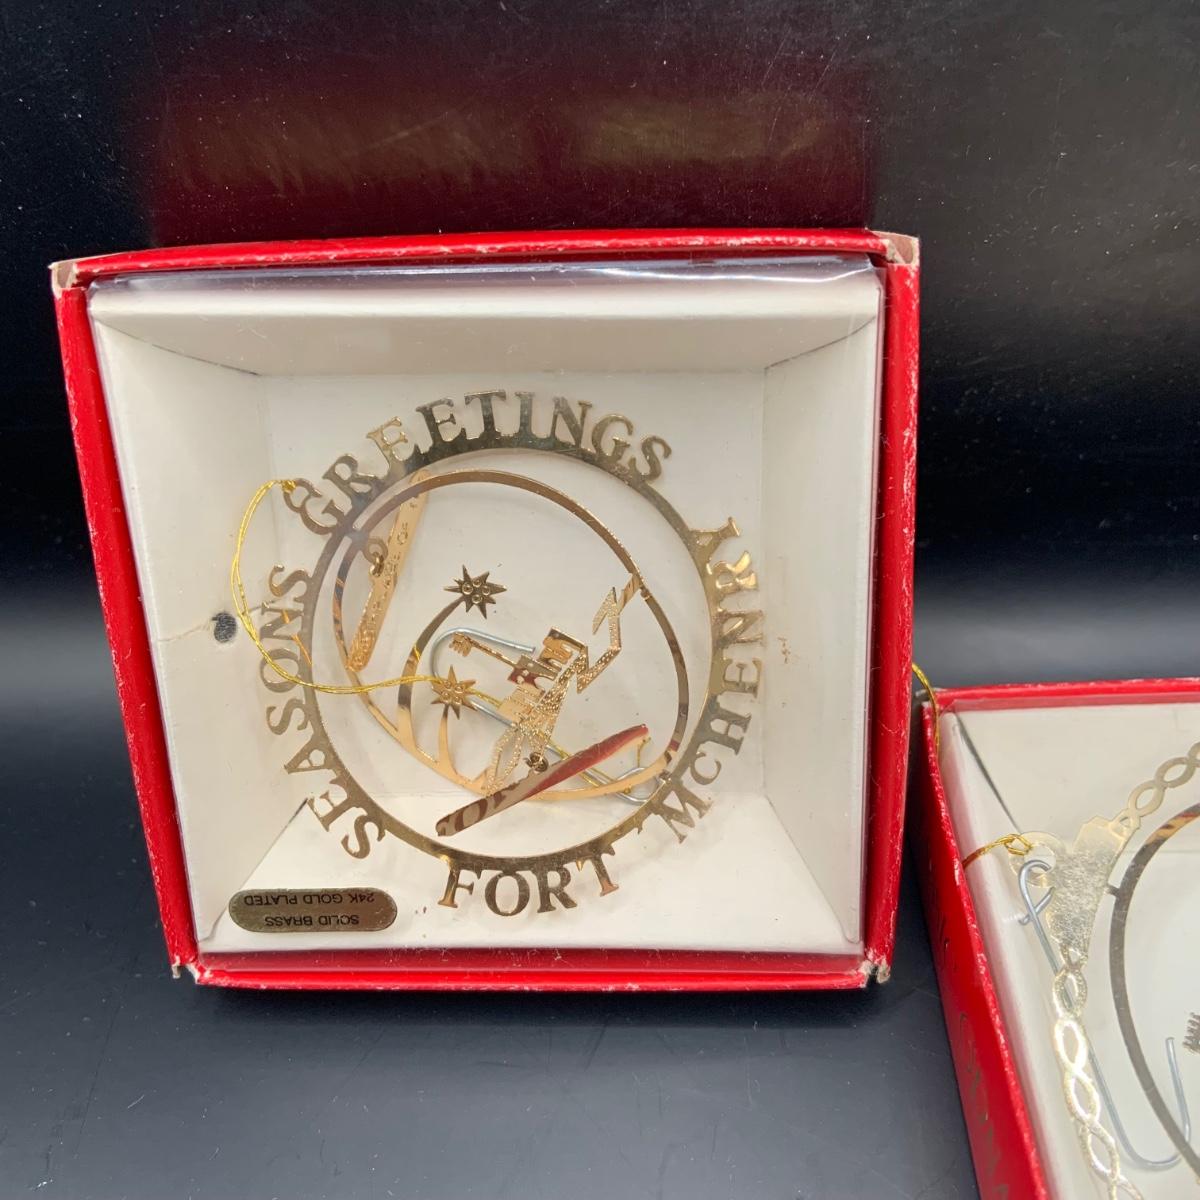 SEASONS GREETINGS
FORT MCHENRY
SOLID BRASS
24K GOLD PLATED